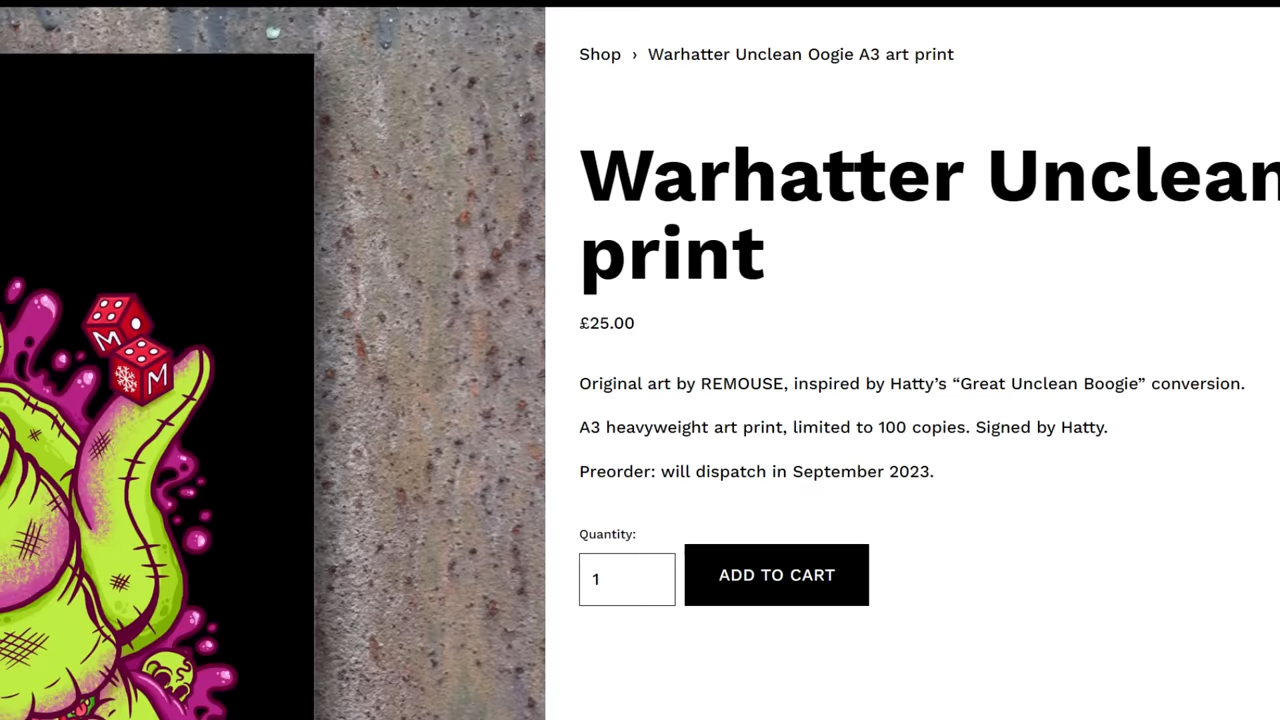 Shop › Warhatter Unclean Oogie A3 art print
Warhatter Unclean
print
£25.00
Original art by REMOUSE, inspired by Hatty’s “Great Unclean Boogie” conversion.
A3 heavyweight art print, limited to 100 copies. Signed by Hatty.
Preorder: will dispatch in September 2023.
Quantity:
1
ADD TO CART
M
M